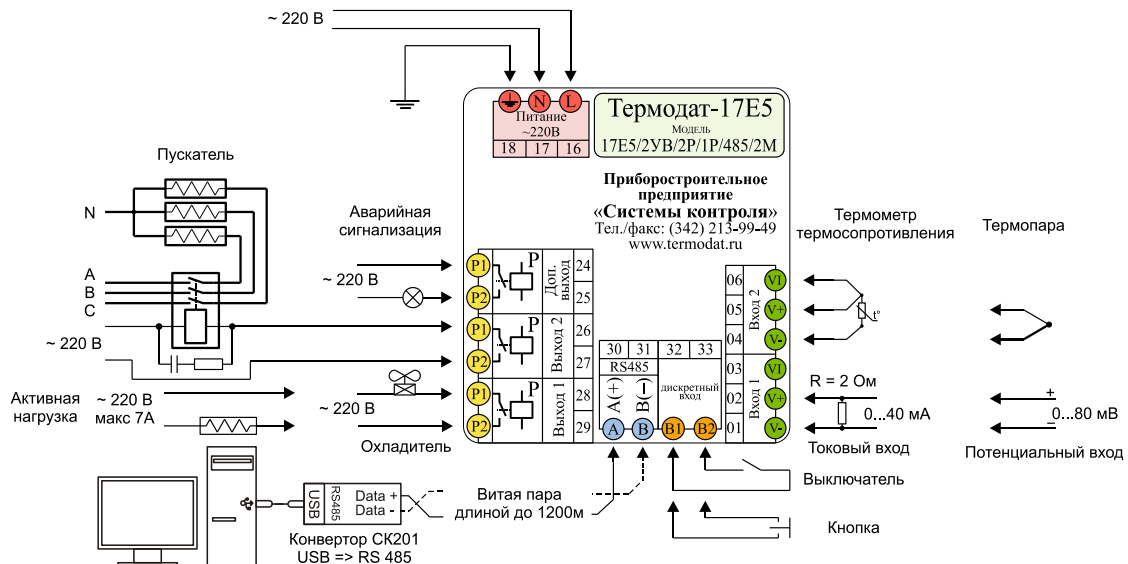 ~ 220 В
N
L
Питание
~220В
18 17 16
Термодат-17Е5
Модель
17Е5/2УВ/2Р/1Р/485/2М
Приборостроительное
предприятие
«Системы контроля»
Тел./факс: (342) 213-99-49
www.termodat.ru
Пускатель
N
A
B
C
~ 220 В
Активная
нагрузка
~ 220 В
макс 7А
Аварийная
сигнализация
~ 220 В
~ 220 В
Охладитель
P1
P2
P
Доп.
выход
24
25
P1
P2
P
Выход 2
26
27
P1
P2
P
Выход 1
28
29
30 31 32 33
RS485
дискретный
вход
A(+)
B(−)
A B B1 B2
06
05
04
Вход 2
VI
V+
V-
03
02
01
Вход 1
VI
V+
V-
Термометр
термосопротивления
t°
Термопара
R = 2 Ом
0...40 мА
Токовый вход
+
−
0...80 мВ
Потенциальный вход
Выключатель
Кнопка
USB
RS485
Data +
Data -
Конвертор СК201
USB => RS 485
Витая пара
длиной до 1200м